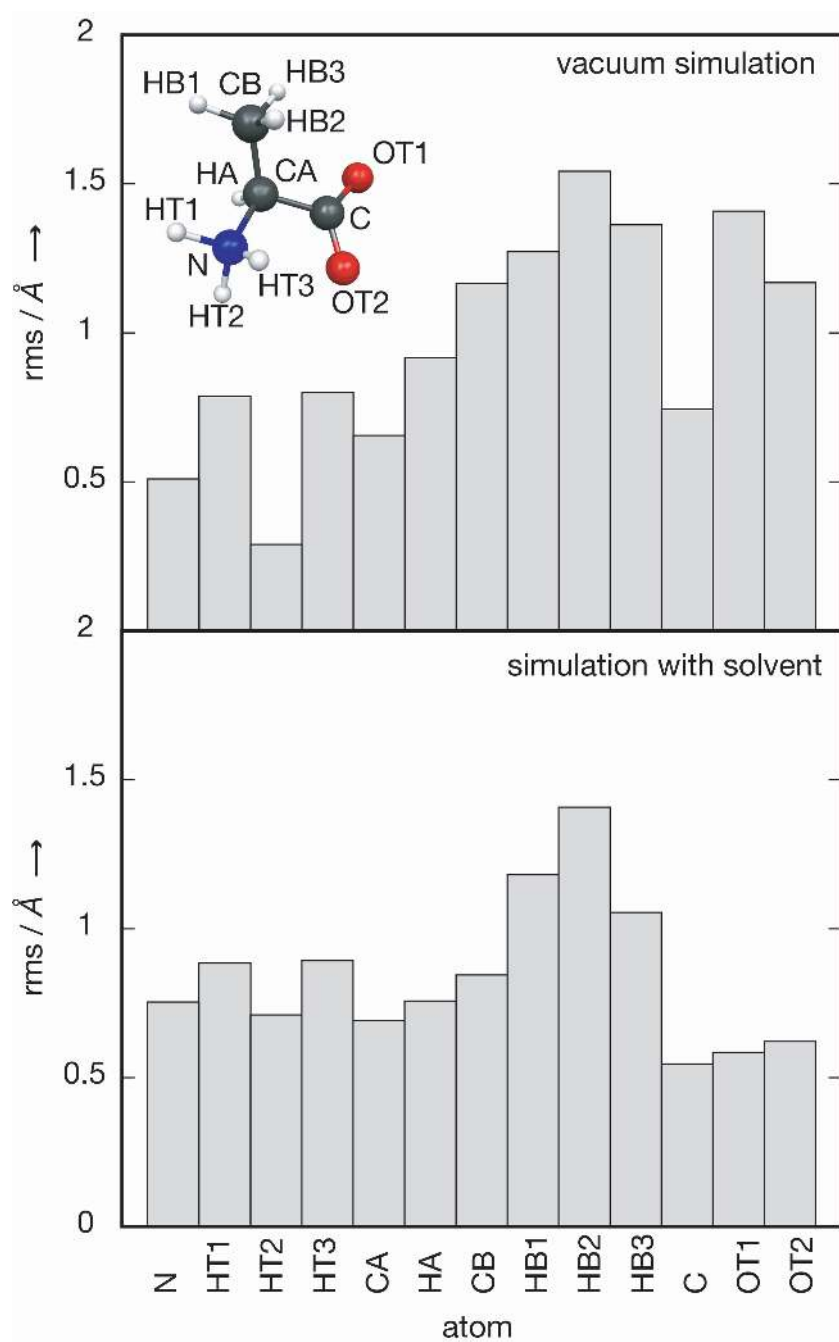 2
vacuum simulation
HB1
CB
HB3
HB2
OT1
HA
CA
HT1
C
N
HT3
OT2
HT2
1.5
1
0.5
rms / Å →
2
simulation with solvent
1.5
1
0.5
0
rms / Å →
N HT1 HT2 HT3 CA HA CB HB1 HB2 HB3 C OT1 OT2
atom